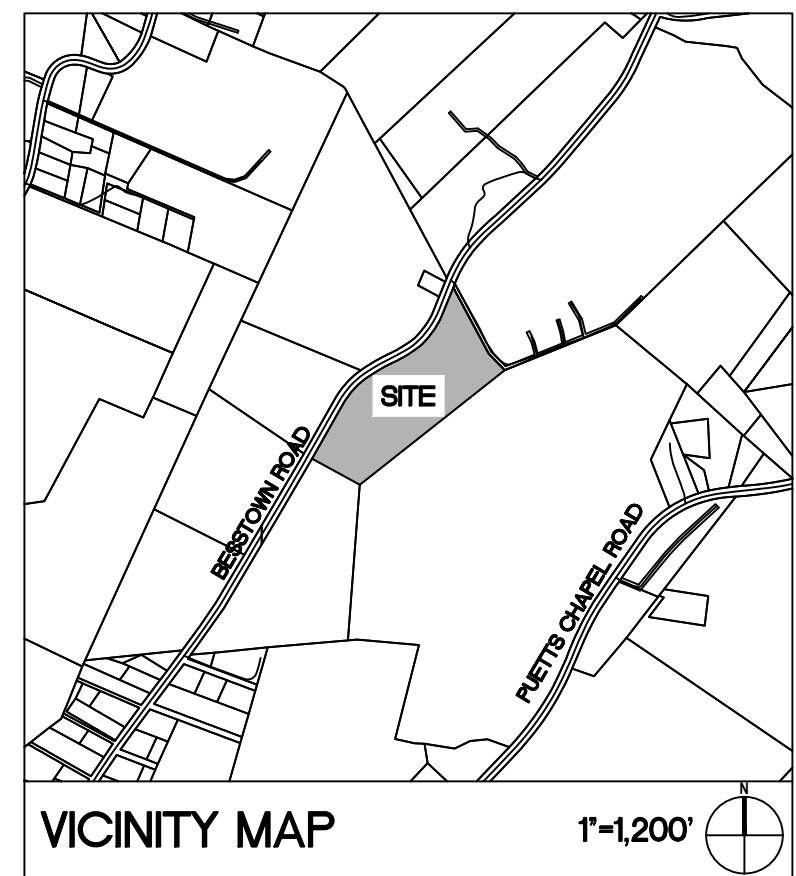 SITE
BESSTOWN ROAD
PUETTS CHAPEL ROAD
VICINITY MAP
1"=1,200'
N